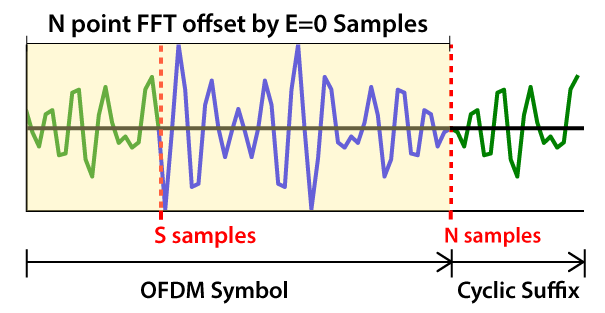 N point FFT offset by E=0 Samples
S samples
N samples
OFDM Symbol
Cyclic Suffix